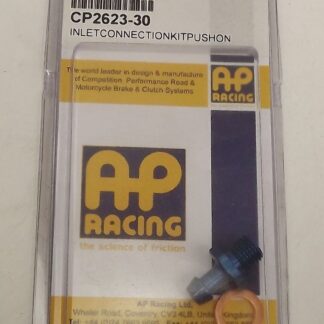 CP2623-30
INLETCONNECTIONKITPUSHON
The world leader in design & manufacture
of Competition, Performance Road &
Motorcycle Brake & Clutch Systems
AP
RACING
AP
RACING
the science of friction
AP Racing Ltd,
Wheler Road, Coventry, CV3 4LB, United Kingdom